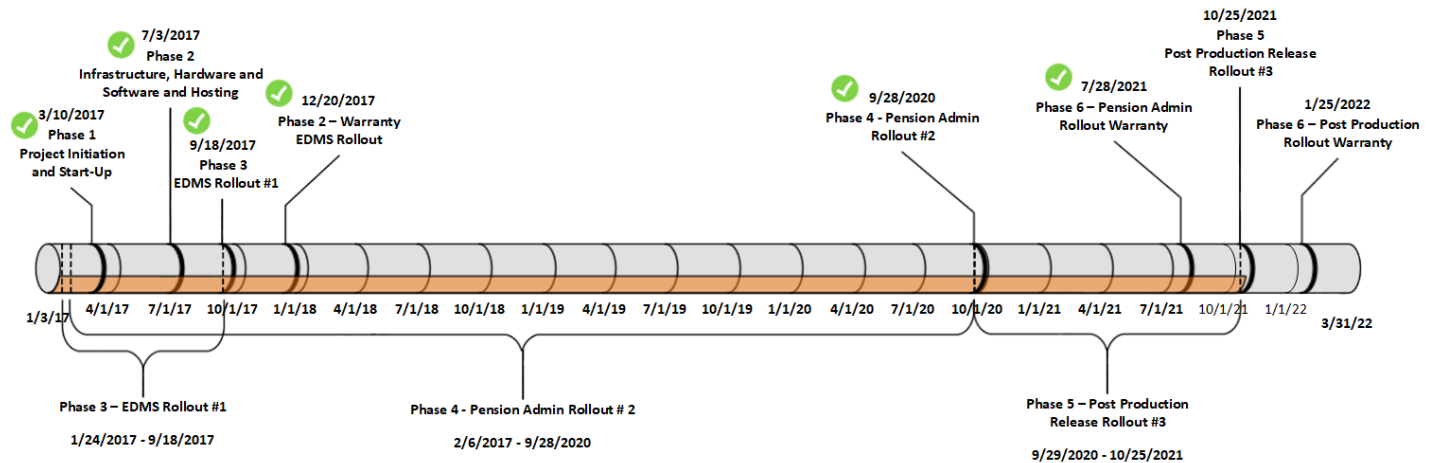 10/25/2021
Phase 5
Post Production Release
Rollout #3
7/3/2017
Phase 2
Infrastructure, Hardware and
Software and Hosting
7/28/2021
Phase 6 – Pension Admin
Rollout Warranty
12/20/2017
Phase 2 – Warranty
EDMS Rollout
9/28/2020
Phase 4 - Pension Admin
Rollout #2
1/25/2022
Phase 6 – Post Production
Rollout Warranty
3/10/2017
Phase 1
Project Initiation
and Start-Up
9/18/2017
Phase 3
EDMS Rollout #1
1/3/17
4/1/17
7/1/17
10/1/17
1/1/18
4/1/18
7/1/18
10/1/18
1/1/19
4/1/19
7/1/19
10/1/19
1/1/20
4/1/20
7/1/20
10/1/20
1/1/21
4/1/21
7/1/21
10/1/21
1/1/22
3/31/22
Phase 3 – EDMS Rollout #1
1/24/2017 - 9/18/2017
Phase 4 - Pension Admin Rollout # 2
2/6/2017 - 9/28/2020
Phase 5 – Post Production
Release Rollout #3
9/29/2020 - 10/25/2021